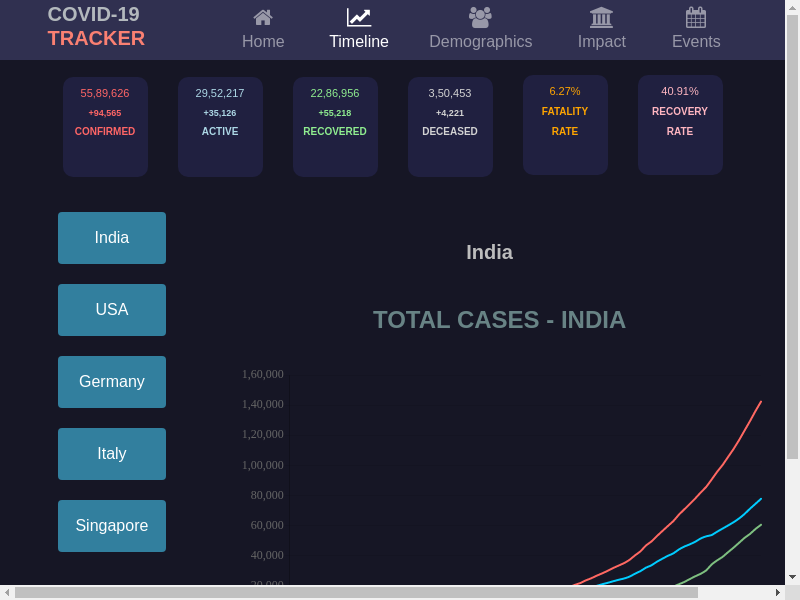 COVID-19
TRACKER
Home
Timeline
Demographics
Impact
Events
55,89,626
+94,565
CONFIRMED
29,52,217
+35,126
ACTIVE
22,86,956
+55,218
RECOVERED
3,50,453
+4,221
DECEASED
6.27%
FATALITY
RATE
40.91%
RECOVERY
RATE
India
USA
Germany
Italy
Singapore
India
TOTAL CASES - INDIA
1,60,000
1,40,000
1,20,000
1,00,000
80,000
60,000
40,000
20,000